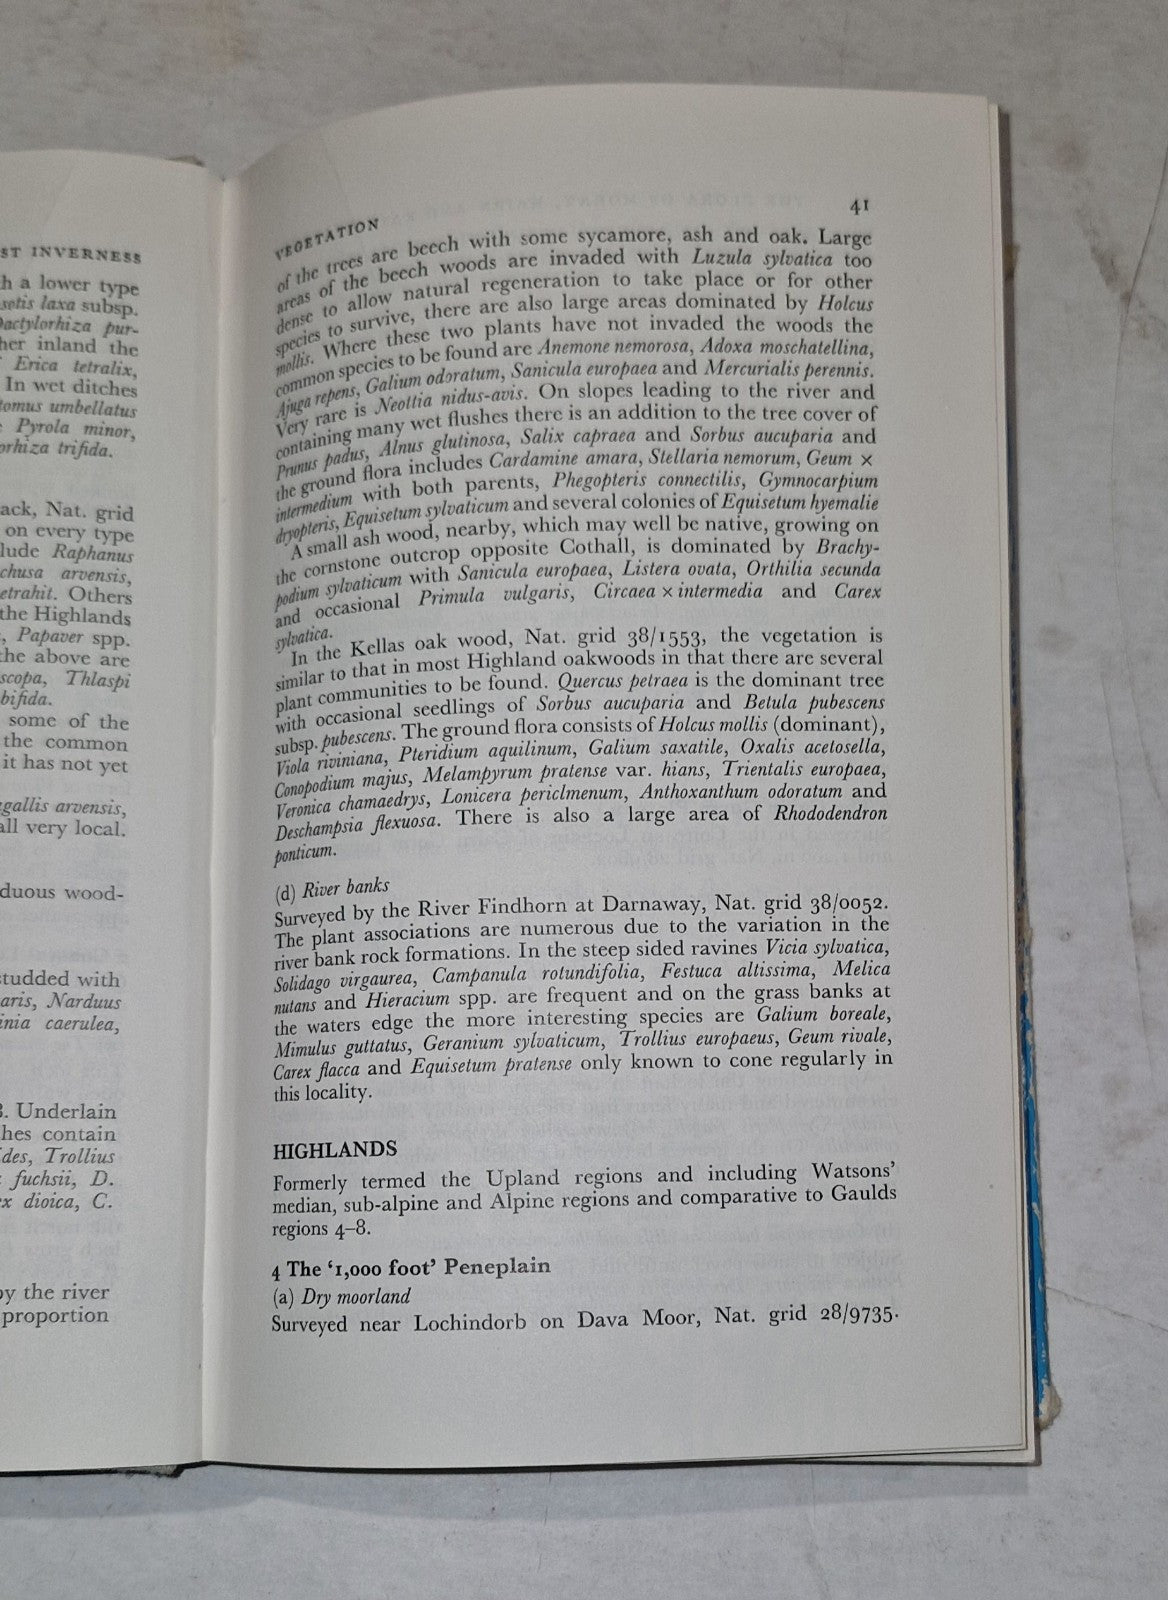 ST INVERNESS
h a lower type
setis laxa subsp.
Dactylorhiza pur-
her inland the
Erica tetralix,
In wet ditches
tomus umbellatus
Pyrola minor,
orhiza trifida.
ack, Nat. grid
on every type
lude Raphanus
chusa arvensis,
etrahit. Others
the Highlands
, Papaver spp.
the above are
scopa, Thlaspi
bifida.
some of the
the common
it has not yet
gallis arvensis,
all very local.
duous wood-
studded with
aris, Narduus
inia caerulea,
3. Underlain
hes contain
des, Trollius
fuchsii, D.
x dioica, C.
by the river
proportion
VEGETATION 41
of the trees are beech with some sycamore, ash and oak. Large
areas of the beech woods are invaded with Luzula sylvatica too
dense to allow natural regeneration to take place or for other
species to survive, there are also large areas dominated by Holcus
mollis. Where these two plants have not invaded the woods the
common species to be found are Anemone nemorosa, Adoxa moschatellina,
Ajuga repens, Galium odoratum, Sanicula europaea and Mercurialis perennis.
Very rare is Neottia nidus-avis. On slopes leading to the river and
containing many wet flushes there is an addition to the tree cover of
Prunus padus, Alnus glutinosa, Salix capraea and Sorbus aucuparia and
the ground flora includes Cardamine amara, Stellaria nemorum, Geum ×
intermedium with both parents, Phegopteris connectilis, Gymnocarpium
dryopteris, Equisetum sylvaticum and several colonies of Equisetum hyemalie
A small ash wood, nearby, which may well be native, growing on
the cornstone outcrop opposite Cothall, is dominated by Brachy-
podium sylvaticum with Sanicula europaea, Listera ovata, Orthilia secunda
and occasional Primula vulgaris, Circaea × intermedia and Carex
sylvatica.
In the Kellas oak wood, Nat. grid 38/1553, the vegetation is
similar to that in most Highland oakwoods in that there are several
plant communities to be found. Quercus petraea is the dominant tree
with occasional seedlings of Sorbus aucuparia and Betula pubescens
subsp. pubescens. The ground flora consists of Holcus mollis (dominant),
Viola riviniana, Pteridium aquilinum, Galium saxatile, Oxalis acetosella,
Conopodium majus, Melampyrum pratense var. hians, Trientalis europaea,
Veronica chamaedrys, Lonicera periclmenum, Anthoxanthum odoratum and
Deschampsia flexuosa. There is also a large area of Rhododendron
ponticum.
(d) River banks
Surveyed by the River Findhorn at Darnaway, Nat. grid 38/0052.
The plant associations are numerous due to the variation in the
river bank rock formations. In the steep sided ravines Vicia sylvatica,
Solidago virgaurea, Campanula rotundifolia, Festuca altissima, Melica
nutans and Hieracium spp. are frequent and on the grass banks at
the waters edge the more interesting species are Galium boreale,
Mimulus guttatus, Geranium sylvaticum, Trollius europaeus, Geum rivale,
Carex flacca and Equisetum pratense only known to cone regularly in
this locality.
HIGHLANDS
Formerly termed the Upland regions and including Watsons'
median, sub-alpine and Alpine regions and comparative to Gaulds
regions 4–8.
4 The '1,000 foot' Peneplain
(a) Dry moorland
Surveyed near Lochindorb on Dava Moor, Nat. grid 28/9735.